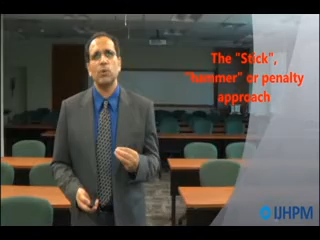 The "Stick",
"hammer" or penalty
approach
IJHPM